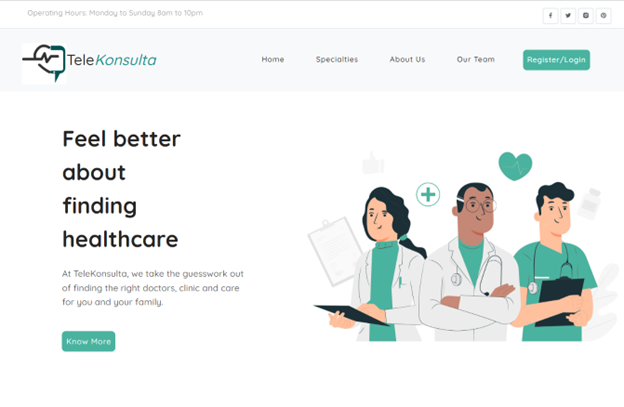 Operating Hours: Monday to Sunday 8am to 10pm
TeleKonsulta
Home
Specialties
About Us
Our Team
Register/Login
Feel better
about
finding
healthcare
At TeleKonsulta, we take the guesswork out
of finding the right doctors, clinic and care
for you and your family.
Know More